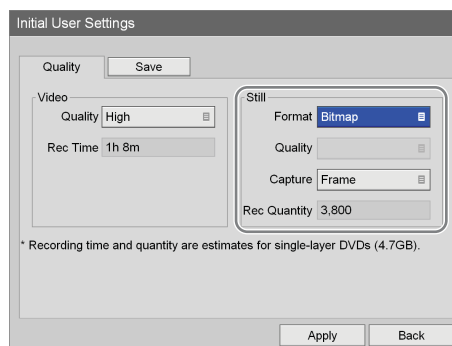 Initial User Settings
Quality
Save
Video
Quality High
Rec Time 1h 8m
Still
Format Bitmap
Quality
Capture Frame
Rec Quantity 3,800
* Recording time and quantity are estimates for single-layer DVDs (4.7GB).
Apply
Back